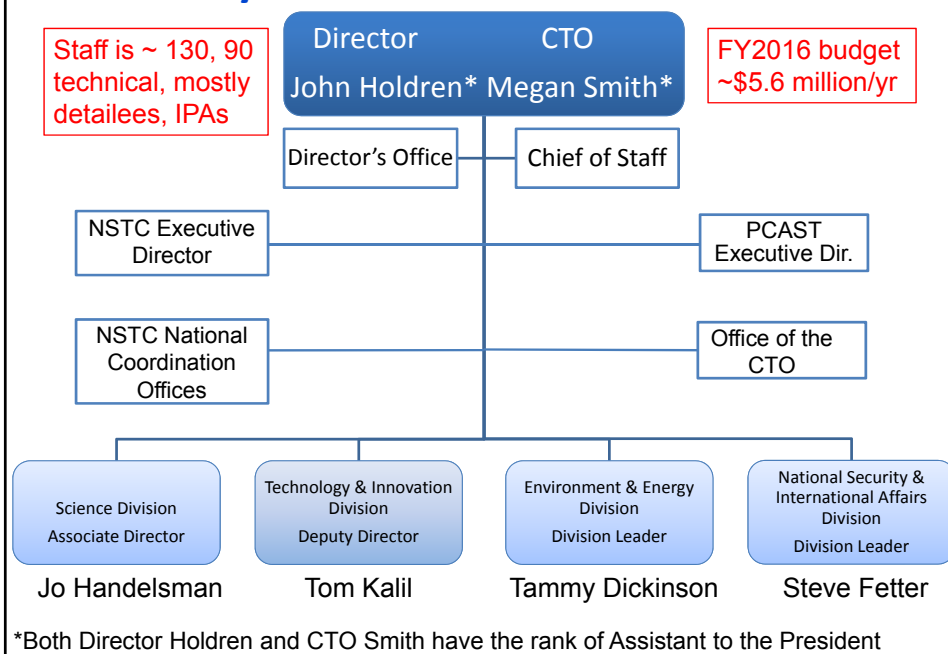 Staff is ~ 130, 90
technical, mostly
detailees, IPAs
Director CTO
John Holdren* Megan Smith*
FY2016 budget
~$5.6 million/yr
Director’s Office
Chief of Staff
NSTC Executive
Director
PCAST
Executive Dir.
NSTC National
Coordination
Offices
Office of the
CTO
Science Division
Associate Director
Technology & Innovation
Division
Deputy Director
Environment & Energy
Division
Division Leader
National Security &
International Affairs
Division
Division Leader
Jo Handelsman
Tom Kalil
Tammy Dickinson
Steve Fetter
*Both Director Holdren and CTO Smith have the rank of Assistant to the President